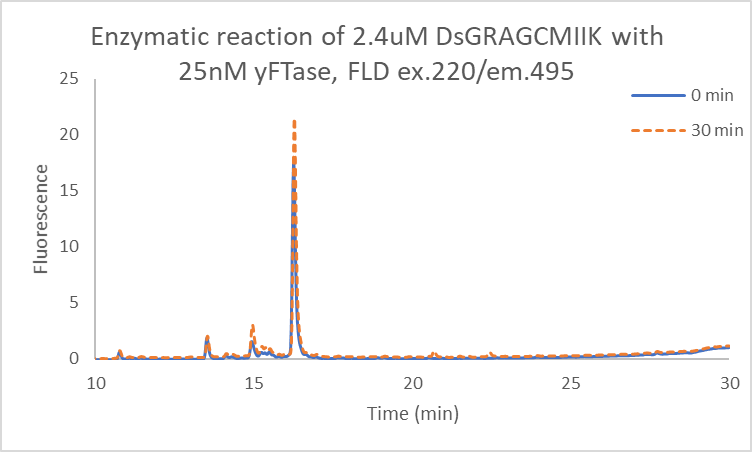 Enzymatic reaction of 2.4uM DsGRAGCMIIK with
25nM yFTase, FLD ex.220/em.495
25
20
15
10
5
0
Fluorescence
0 min
30 min
10
15
20
25
30
Time (min)